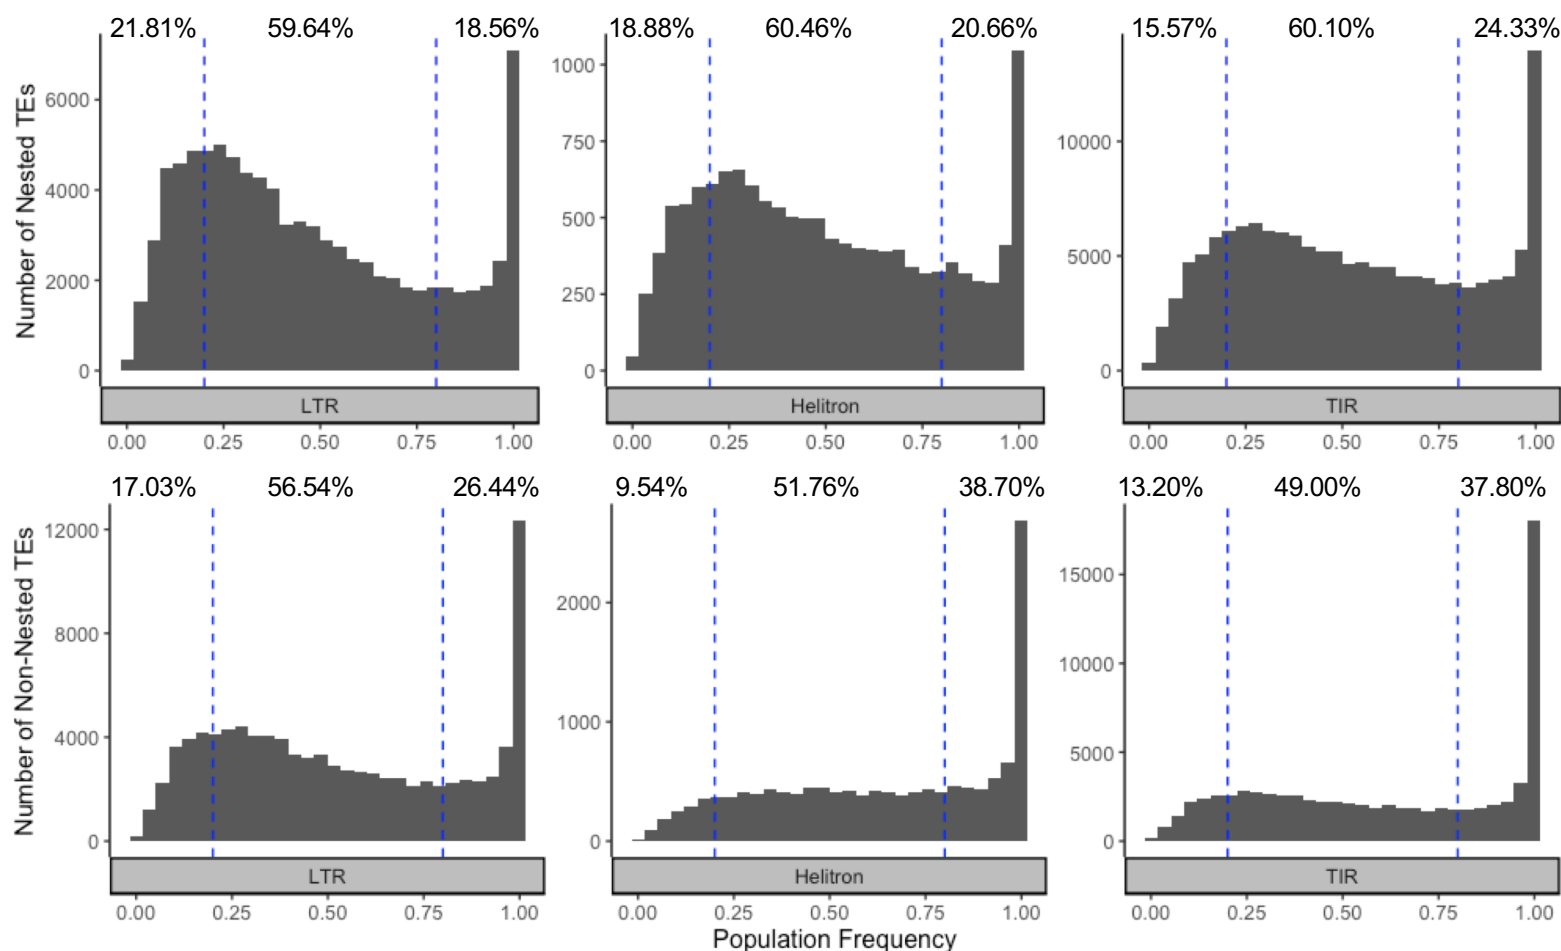 21.81% 59.64% 18.56% 18.88% 60.46% 20.66% 15.57% 60.10% 24.33%
Number of Nested TEs
6000
4000
2000
0
1000
750
500
250
0
10000
5000
0
LTR Helitron TIR
0.00 0.25 0.50 0.75 1.00 0.00 0.25 0.50 0.75 1.00 0.00 0.25 0.50 0.75 1.00
17.03% 56.54% 26.44% 9.54% 51.76% 38.70% 13.20% 49.00% 37.80%
Number of Non-Nested TEs
12000
8000
4000
0
2000
1000
0
15000
10000
5000
0
LTR Helitron TIR
0.00 0.25 0.50 0.75 1.00 0.00 0.25 0.50 0.75 1.00 0.00 0.25 0.50 0.75 1.00
Population Frequency